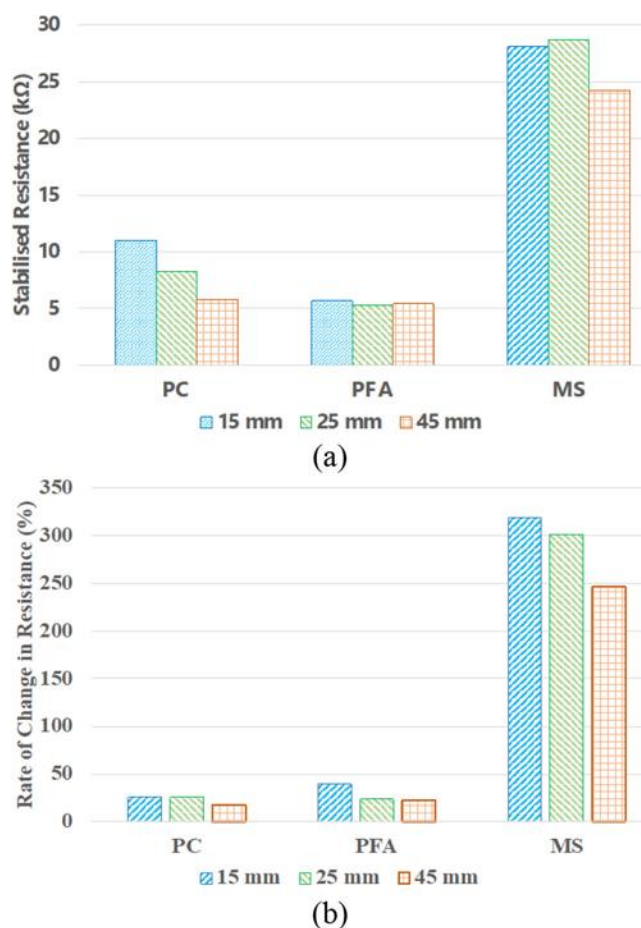 Stabilised Resistance (kΩ)
30
25
20
15
10
5
0
PC PFA MS
15 mm 25 mm 45 mm
(a)
Rate of Change in Resistance (%)
350
300
250
200
150
100
50
0
PC PFA MS
15 mm 25 mm 45 mm
(b)